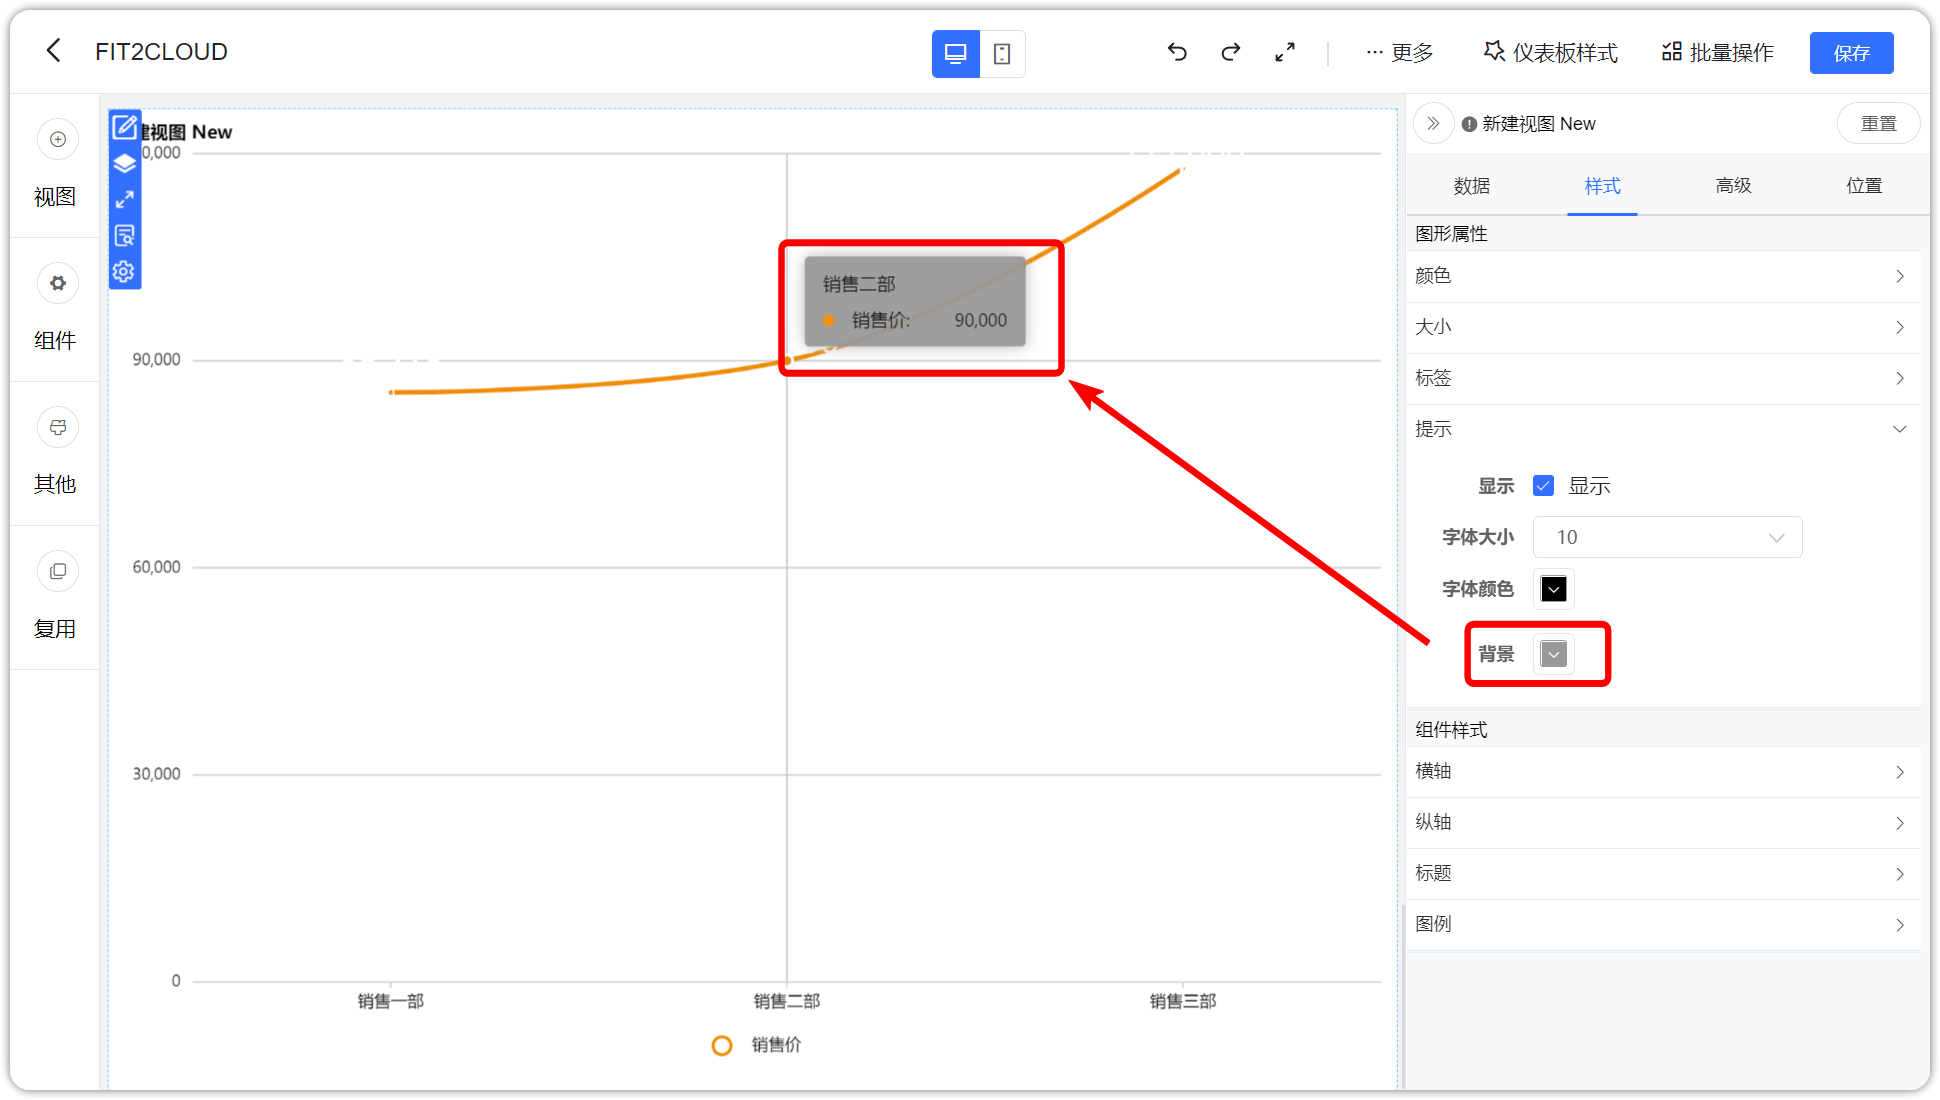 FIT2CLOUD
更多
仪表板样式
批量操作
保存
视图
组件
其他
复用
建视图 New
0,000
90,000
60,000
30,000
0
销售二部
销售价:
90,000
销售一部
销售二部
销售三部
销售价
新建视图 New
重置
数据
样式
高级
位置
图形属性
颜色
大小
标签
提示
显示
显示
字体大小
10
字体颜色
背景
组件样式
横轴
纵轴
标题
图例